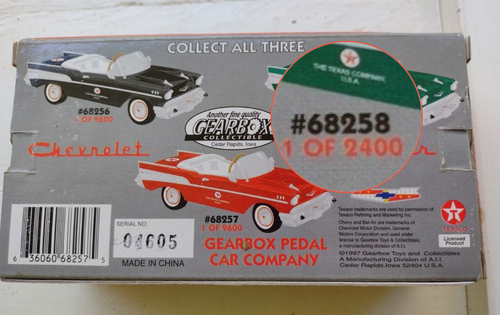 COLLECT ALL THREE
#68256
1 OF 9600
THE TEXAS COMPANY,
U.S.A.
#68258
1 OF 2400
Another fine quality
GEARBOX
COLLECTIBLE
Cedar Rapids, Iowa
Chevrolet
#68257
1 OF 9600
GEARBOX PEDAL
CAR COMPANY
SERIAL NO.
04605
MADE IN CHINA
6 36060 68257 5
Texaco trademarks are used by permission of
Texaco Refining and Marketing Inc.
Chevy and Bel-Air are trademarks of
Chevrolet Motor Division, General
Motors Corporation and used under
license to Gearbox Toys & Collectibles,
a manufacturing division of A.I.I.
©1997 Gearbox Toys and Collectibles
A Manufacturing Division of A.I.I.
Cedar Rapids, Iowa 52404 U.S.A.
TEXACO
Licensed
Product